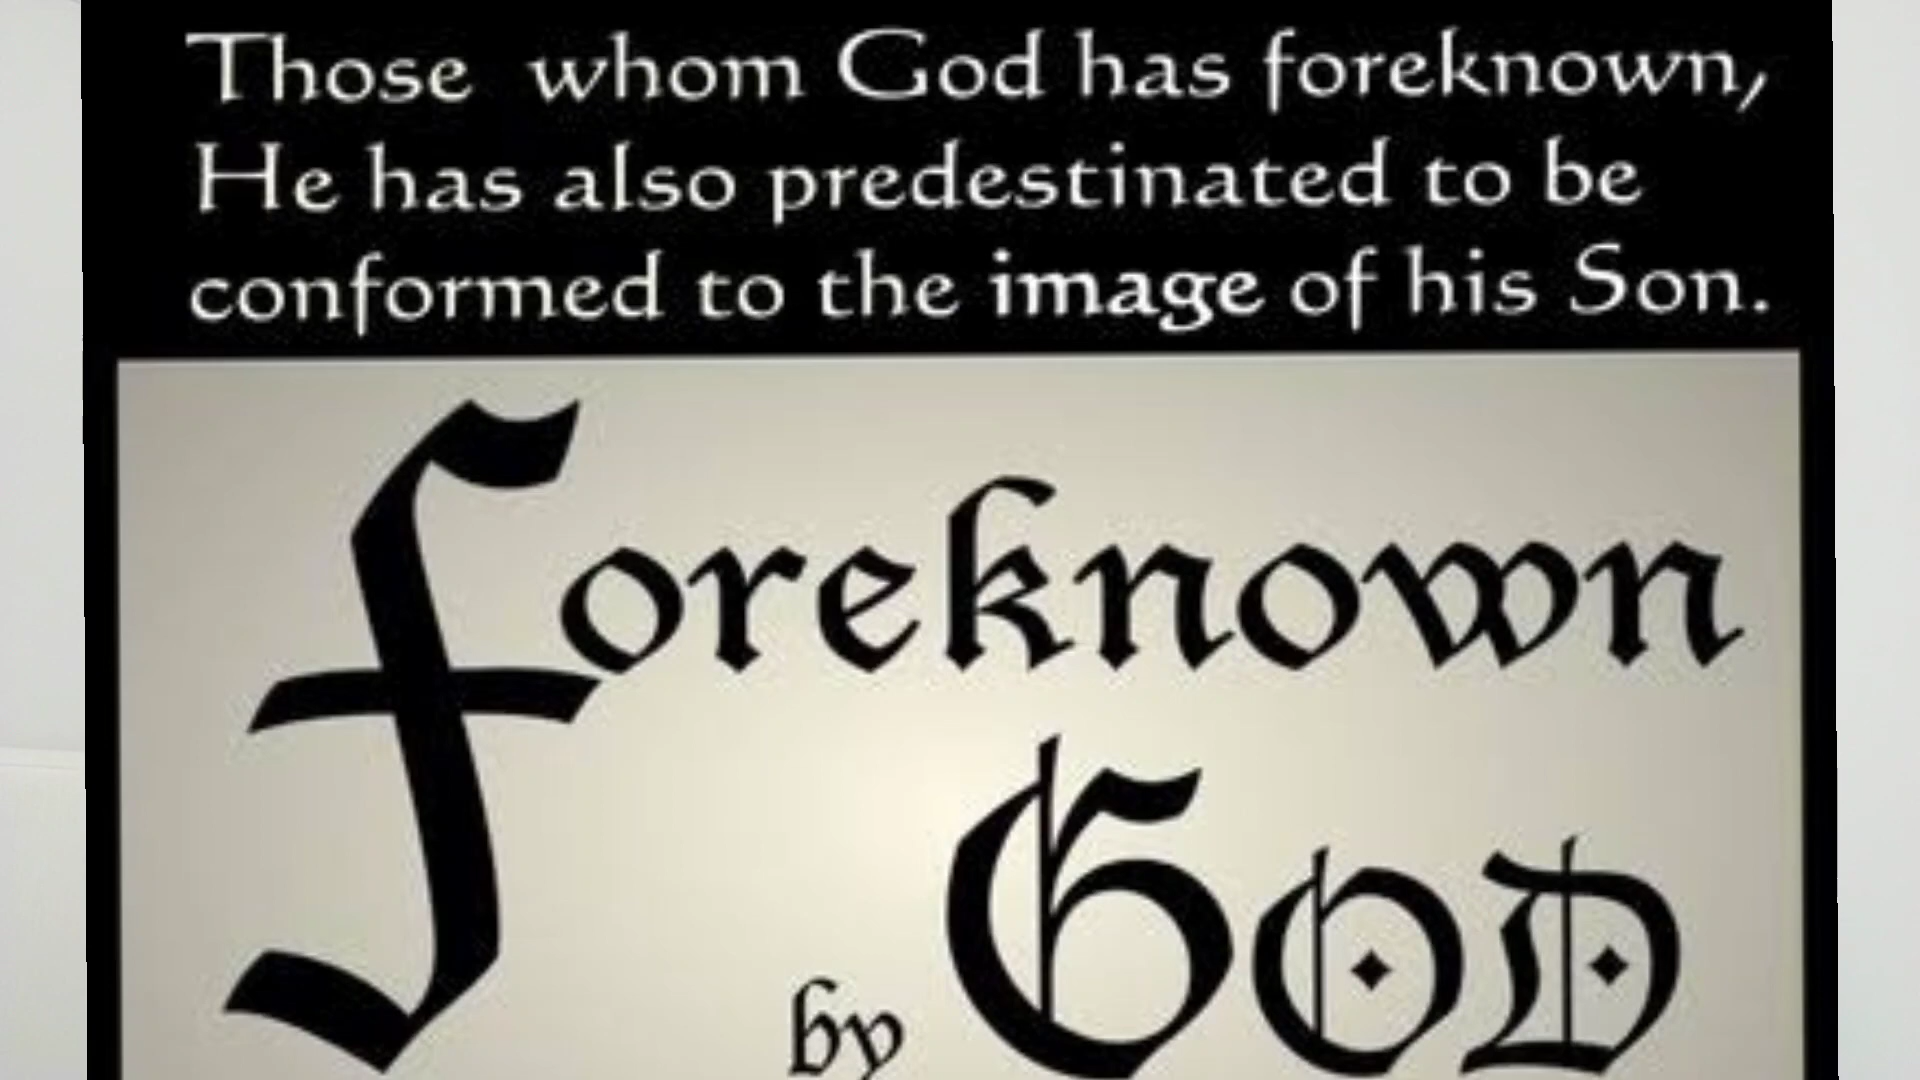 Those whom God has foreknown,
He has also predestinated to be
conformed to the image of his Son.
foreknown
by GOD